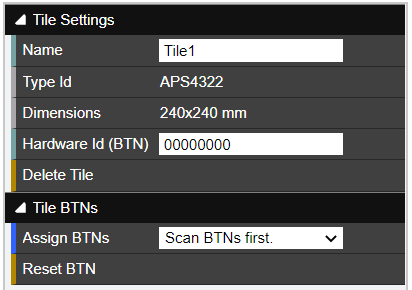 Tile Settings
Name Tile1
Type Id APS4322
Dimensions 240x240 mm
Hardware Id (BTN) 00000000
Delete Tile
Tile BTNs
Assign BTNs Scan BTNs first.
Reset BTN